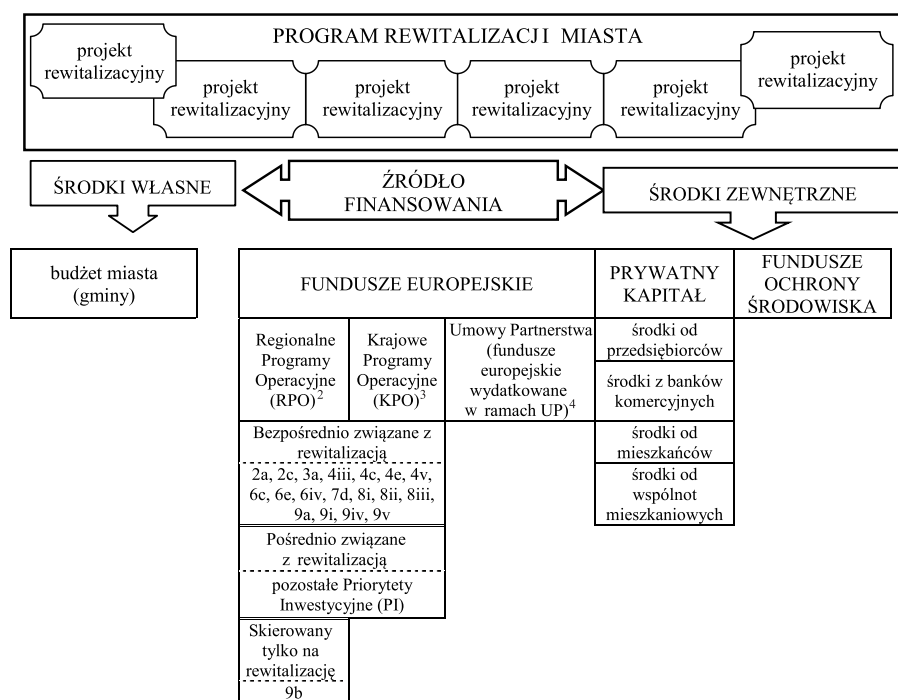 PROGRAM REWITALIZACJI MIASTA
projekt
rewitalizacyjny
projekt
rewitalizacyjny
projekt
rewitalizacyjny
projekt
rewitalizacyjny
projekt
rewitalizacyjny
projekt
rewitalizacyjny
ŚRODKI WŁASNE
ŹRÓDŁO
FINANSOWANIA
ŚRODKI ZEWNĘTRZNE
budżet miasta
(gminy)
FUNDUSZE EUROPEJSKIE
PRYWATNY
KAPITAŁ
FUNDUSZE
OCHRONY
ŚRODOWISKA
Regionalne
Programy
Operacyjne
(RPO)2
Krajowe
Programy
Operacyjne
(KPO)3
Umowy Partnerstwa
(fundusze
europejskie
wydatkowane
w ramach UP)4
środki od
przedsiębiorców
środki z banków
komercyjnych
środki od
mieszkańców
środki od
wspólnot
mieszkaniowych
Bezpośrednio związane z
rewitalizacją
2a, 2c, 3a, 4iii, 4c, 4e, 4v,
6c, 6e, 6iv, 7d, 8i, 8ii, 8iii,
9a, 9i, 9iv, 9v
Pośrednio związane
z rewitalizacją
pozostałe Priorytety
Inwestycyjne (PI)
Skierowany
tylko na
rewitalizację
9b